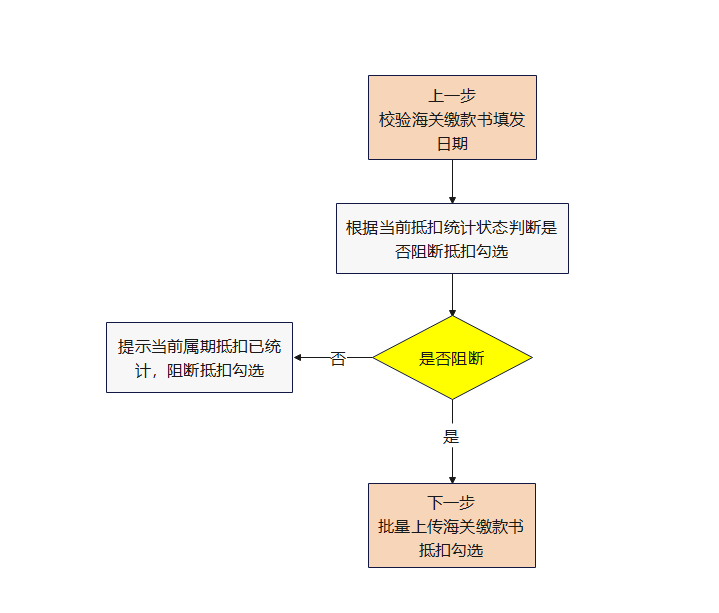 上一步
校验海关缴款书填发
日期
根据当前抵扣统计状态判断是
否阻断抵扣勾选
提示当前属期抵扣已统
计，阻断抵扣勾选
否
是否阻断
是
下一步
批量上传海关缴款书
抵扣勾选